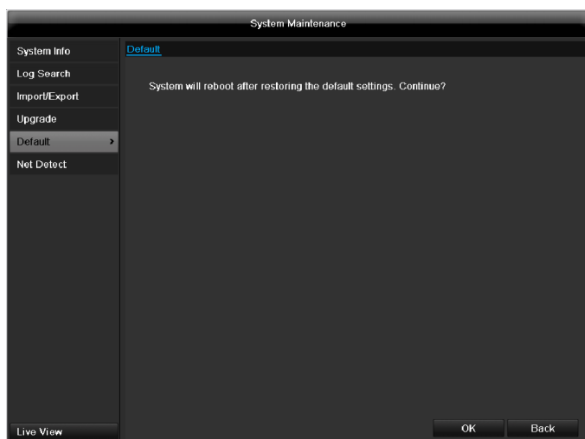 System Maintenance
System Info
Log Search
Import/Export
Upgrade
Default
Net Detect
Live View
Default
System will reboot after restoring the default settings. Continue?
OK
Back